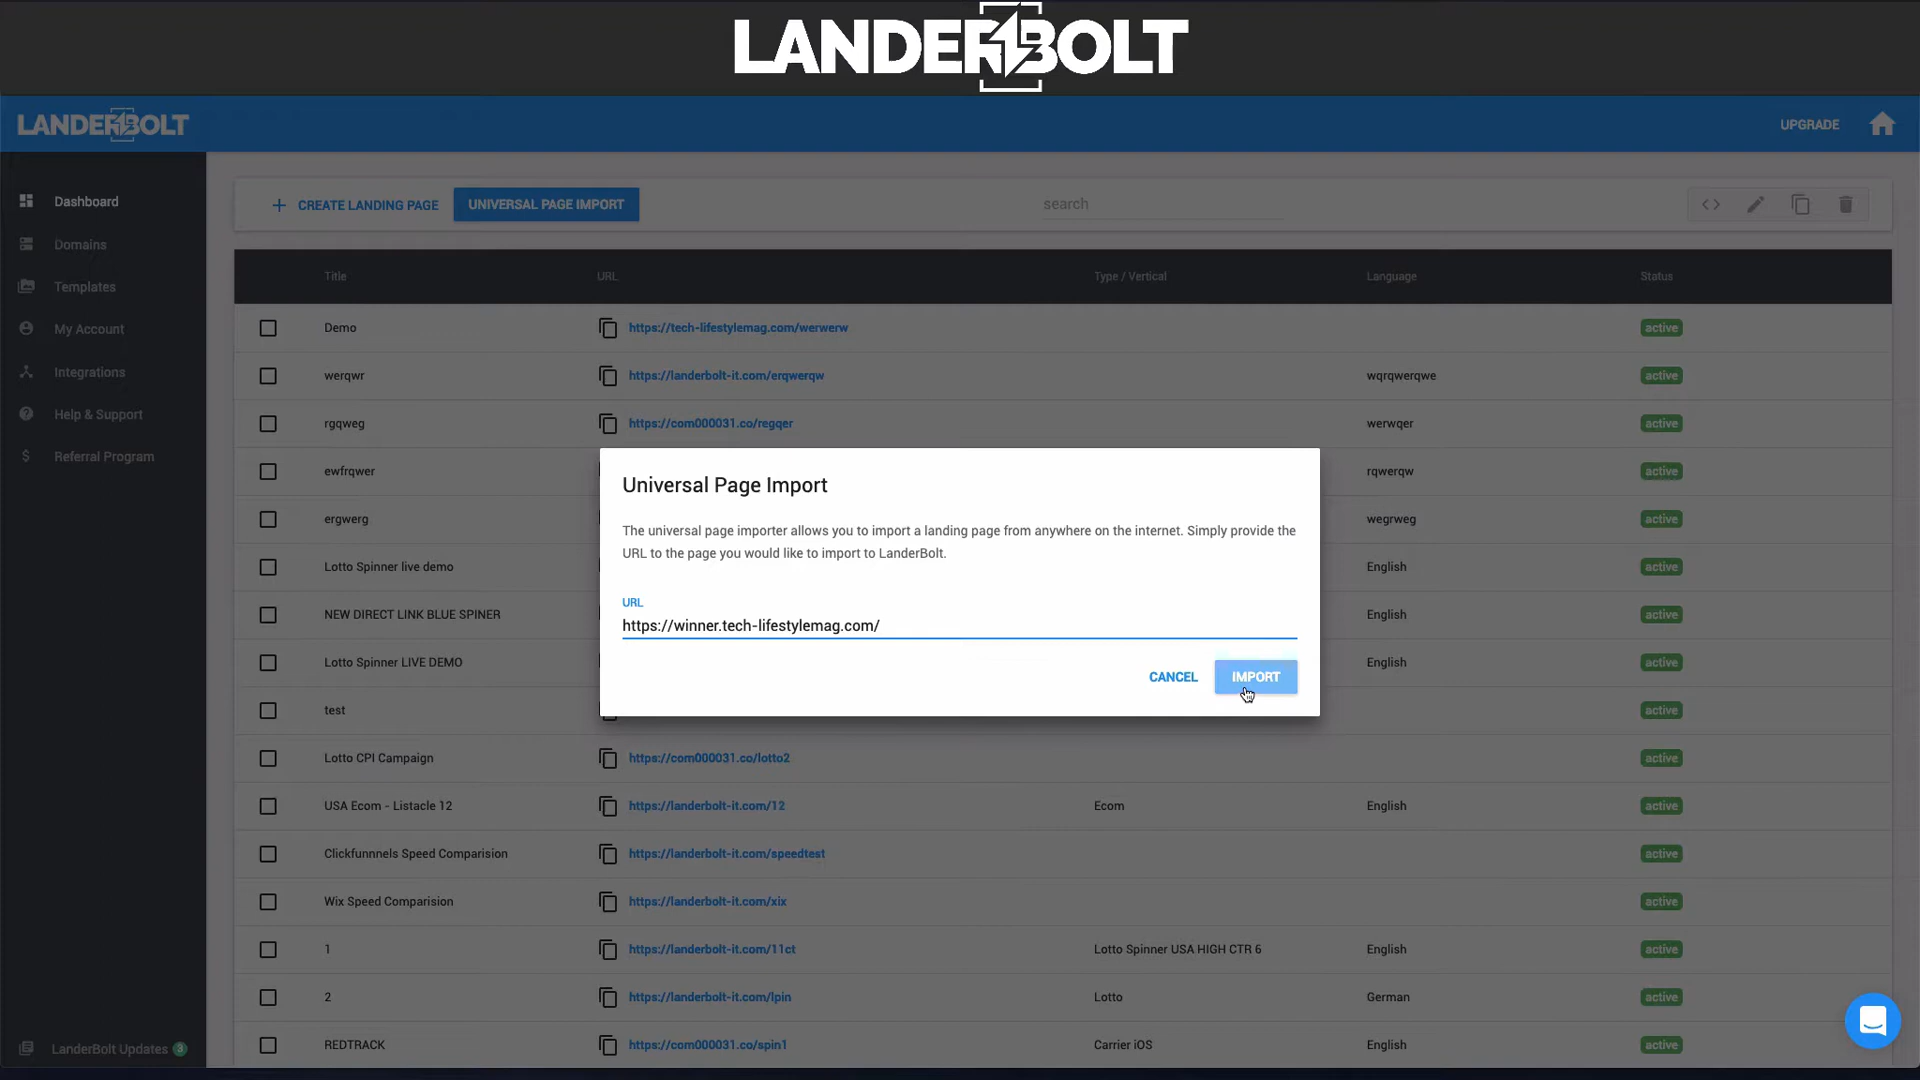 LANDERBOLT
LANDERBOLT
UPGRADE
Dashboard
Domains
Templates
My Account
Integrations
Help & Support
Referral Program
LanderBolt Updates 3
CREATE LANDING PAGE
UNIVERSAL PAGE IMPORT
search
Title URL Type / Vertical Language Status
Demo https://tech-lifestylemag.com/werwerw active
werqwr https://landerbolt-it.com/erqwerqw wqrqwerqwe active
rgqweg https://com000031.co/regqer werwqer active
ewfrqwer rqwerqw active
ergwerg wegrweg active
Lotto Spinner live demo English active
NEW DIRECT LINK BLUE SPINER English active
Lotto Spinner LIVE DEMO English active
test active
Lotto CPI Campaign https://com000031.co/lotto2 active
USA Ecom - Listacle 12 https://landerbolt-it.com/12 Ecom English active
Clickfunnnels Speed Comparision https://landerbolt-it.com/speedtest active
Wix Speed Comparision https://landerbolt-it.com/xix active
1 https://landerbolt-it.com/11ct Lotto Spinner USA HIGH CTR 6 English active
2 https://landerbolt-it.com/lpin Lotto German active
REDTRACK https://com000031.co/spin1 Carrier iOS English active
Universal Page Import
The universal page importer allows you to import a landing page from anywhere on the internet. Simply provide the
URL to the page you would like to import to LanderBolt.
URL
https://winner.tech-lifestylemag.com/
CANCEL
IMPORT